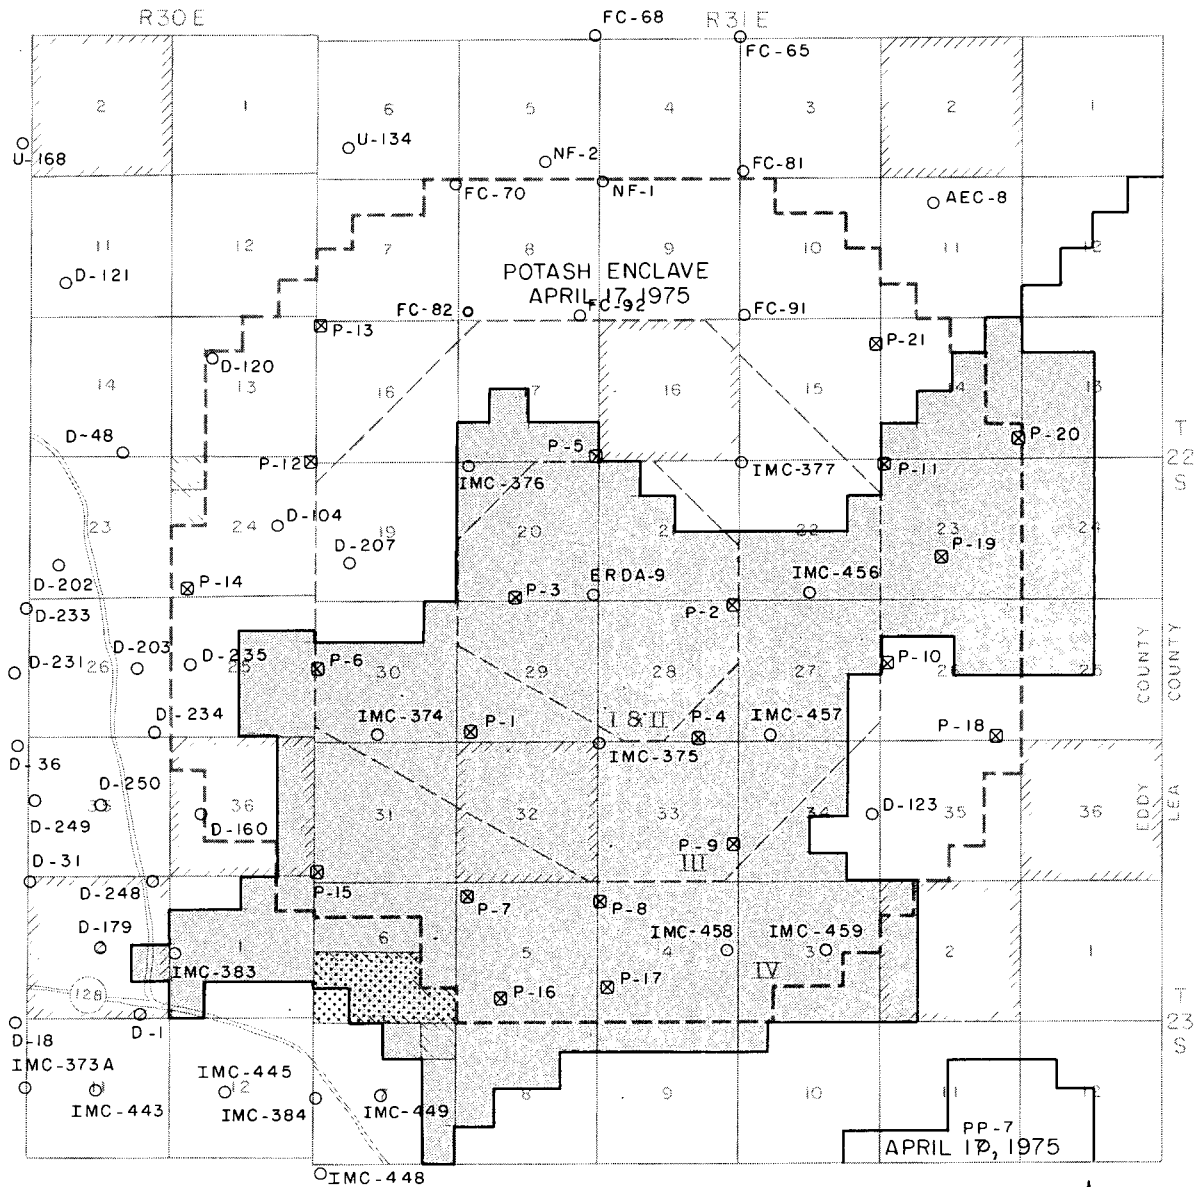 R30E
FC-68
R31E
FC-65
2
1
6
5
4
3
2
1
U-134
NF-2
FC-81
U-168
FC-70
NF-1
AEC-8
11
12
7
8
9
10
11
12
D-121
POTASH ENCLAVE
APRIL 17, 1975
FC-82
FC-92
FC-91
P-13
P-21
D-120
14
13
16
17
16
15
14
13
D-48
P-12
P-5
IMC-376
IMC-377
P-11
P-20
T
22
S
23
24
D-104
19
20
21
22
23
24
D-207
P-19
D-202
P-14
P-3
ERDA-9
IMC-456
P-2
D-233
D-203
D-235
P-6
P-10
D-231
26
25
30
29
28
27
26
25
COUNTY
COUNTY
D-234
IMC-374
P-1
I & II
P-4
IMC-457
P-18
IMC-375
D-36
D-250
35
36
D-249
D-160
31
32
33
34
D-123
35
36
EDDY
LEA
P-9
III
D-31
D-248
P-15
P-7
P-8
D-179
1
6
5
4
3
2
1
IMC-383
IMC-458
IMC-459
IV
128
P-16
P-17
D-18
D-1
T
23
S
IMC-373A
11
12
IMC-445
7
8
9
10
11
12
IMC-443
IMC-384
IMC-449
PP-7
APRIL 17, 1975
IMC-448